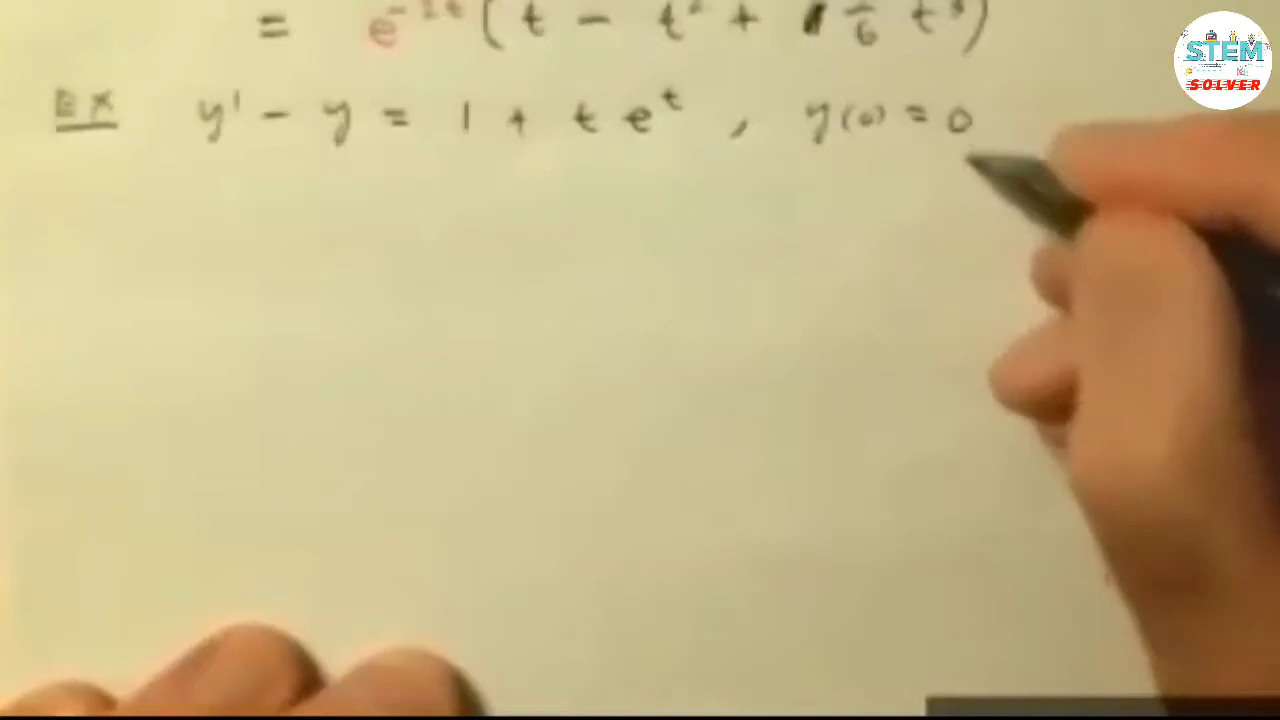 = e^-2t ( t - t² + 1/6 t³ )
EX y' - y = 1 + t e^t , y(0) = 0
STEM
SOLVER